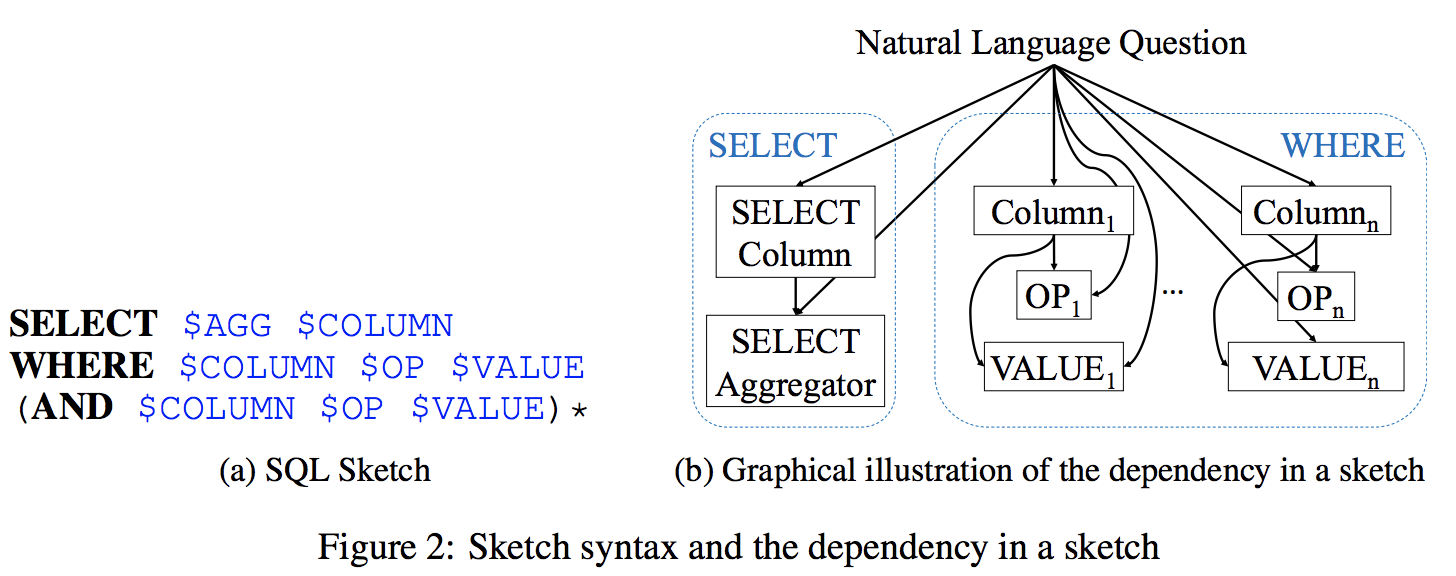 SELECT $AGG $COLUMN
WHERE $COLUMN $OP $VALUE
(AND $COLUMN $OP $VALUE)*
(a) SQL Sketch
Natural Language Question
SELECT
SELECT
Column
SELECT
Aggregator
WHERE
Column1
OP1
VALUE1
...
Columnn
OPn
VALUEn
(b) Graphical illustration of the dependency in a sketch
Figure 2: Sketch syntax and the dependency in a sketch